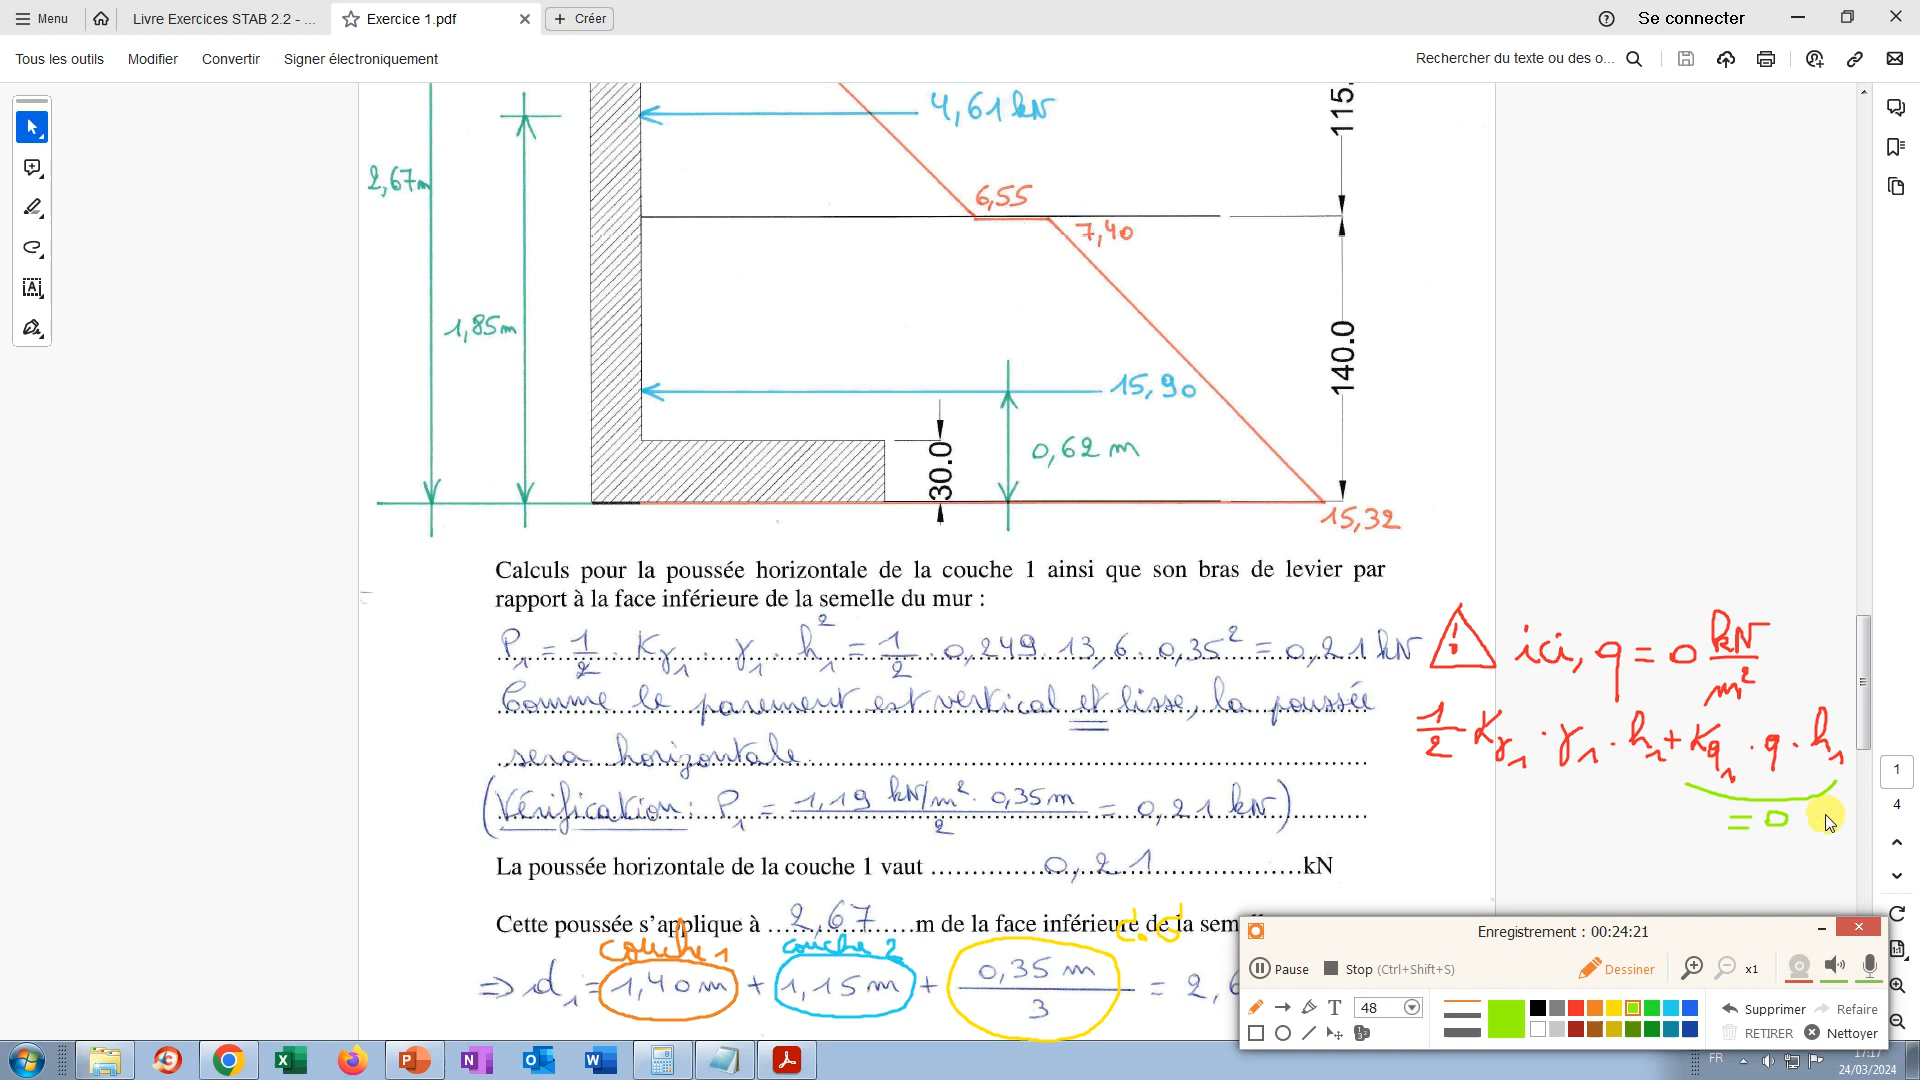 Menu
Livre Exercices STAB 2.2 - ...
Exercice 1.pdf
Créer
Se connecter
Tous les outils
Modifier
Convertir
Signer électroniquement
Rechercher du texte ou des o...
4,61 kN
115.
2,67m
6,55
7,40
1,85m
140.0
15,90
0,62 m
30.0
15,32
Calculs pour la poussée horizontale de la couche 1 ainsi que son bras de levier par
rapport à la face inférieure de la semelle du mur :
P₁ = 1/2 . Kγ₁ . γ₁ . h₁² = 1/2 . 0,249 . 13,6 . 0,35² = 0,21 kN
! ici, q = 0 kN/m²
Comme le parement est vertical et lisse, la poussée
1/2 Kγ₁ . γ₁ . h₁ + Kq₁ . q . h₁
sera horizontale.
= 0
(Vérification: P₁ = 1,19 kN/m² . 0,35m / 2 = 0,21 kN)
La poussée horizontale de la couche 1 vaut ....0,21....kN
Cette poussée s'applique à ...2,67...m de la face inférieure de la sem
couche 1
couche 2
c.d
=> d₁ = 1,40m + 1,15m + 0,35 m / 3 = 2,6
1
4
Enregistrement : 00:24:21
Pause
Stop (Ctrl+Shift+S)
Dessiner
x1
T
48
Supprimer
Refaire
RETIRER
Nettoyer
FR
17:17
24/03/2024